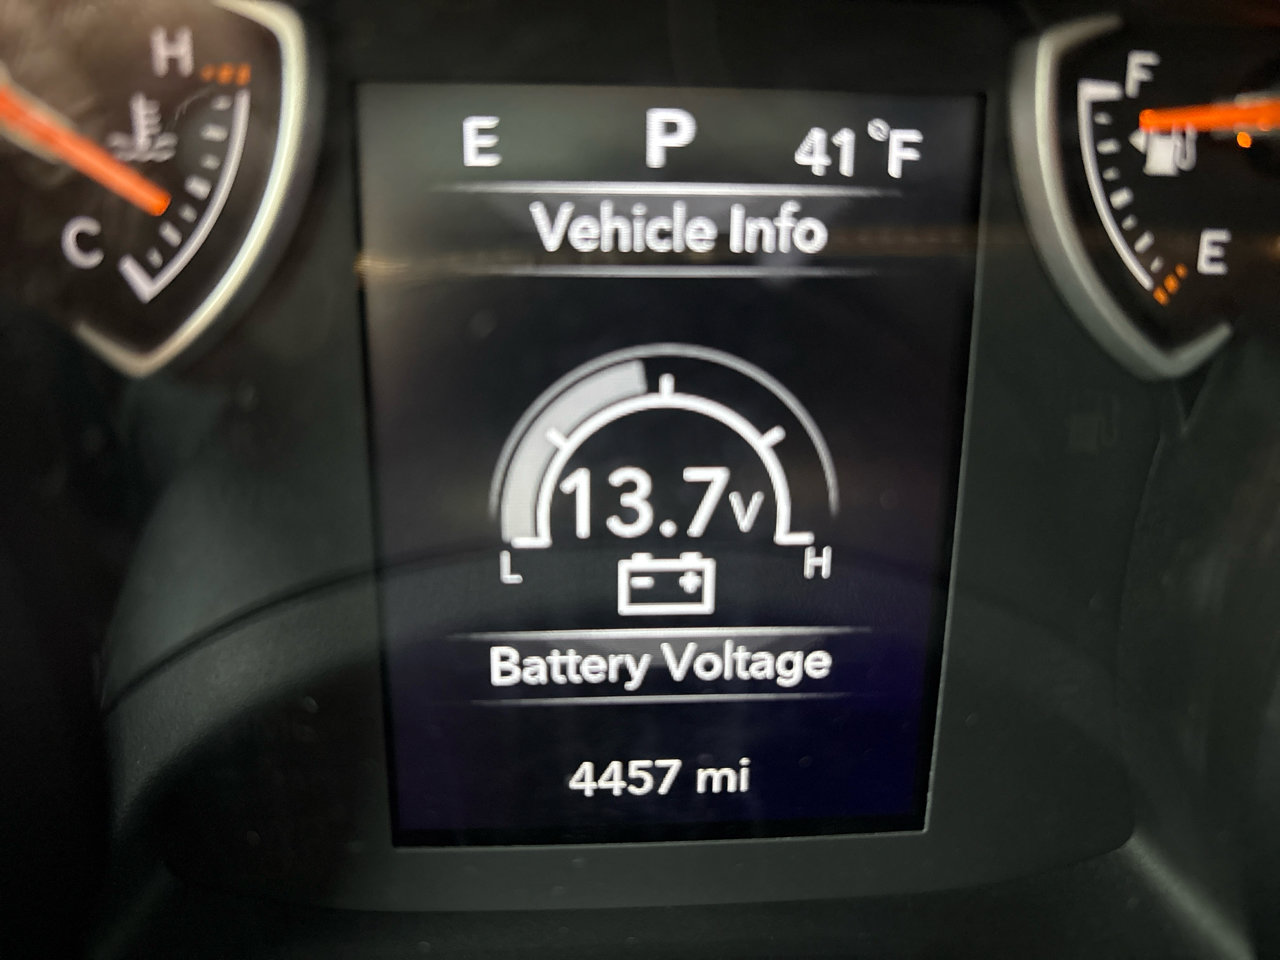 H
C
E P 41°F
Vehicle Info
13.7v
L H
- +
Battery Voltage
4457 mi
F
E